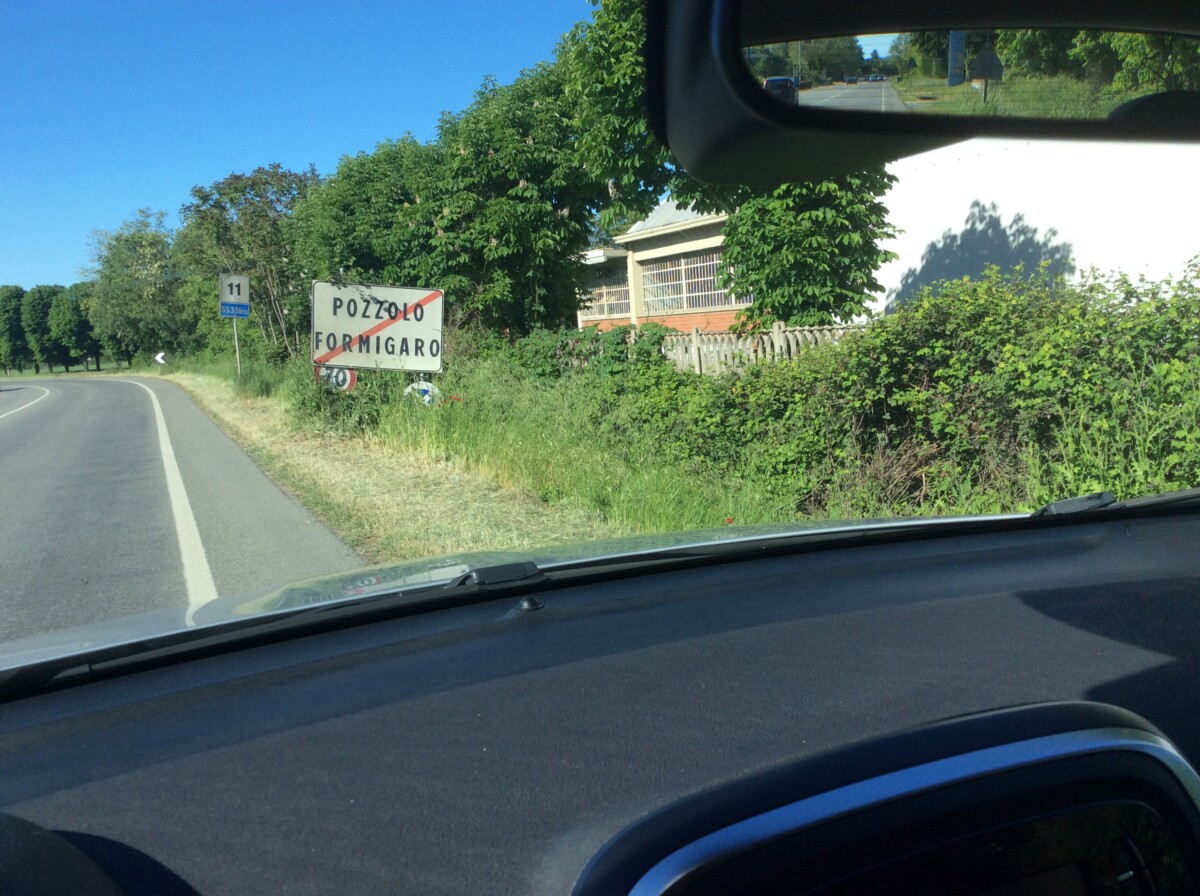 11
SS35bis
POZZOLO
FORMIGARO
70